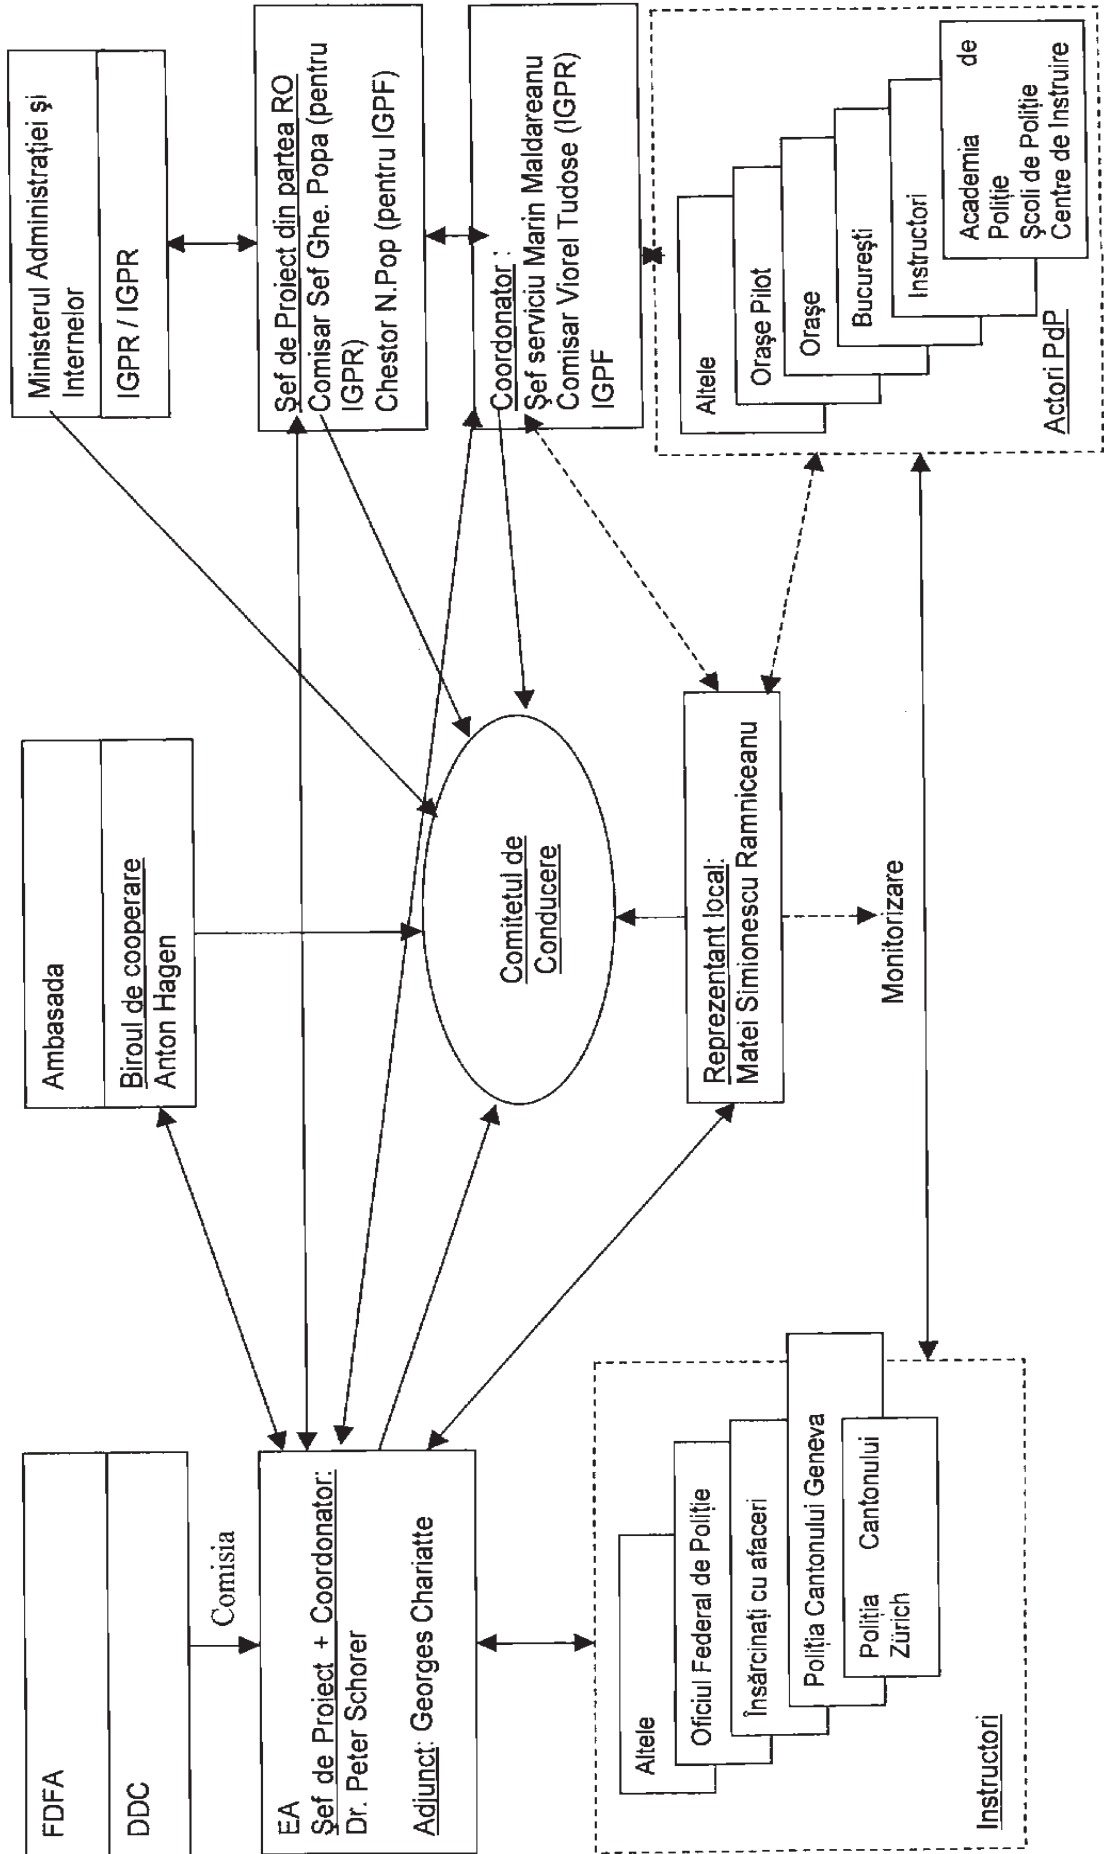 FDFA
DDC
Comisia
EA
Şef de Proiect + Coordonator:
Dr. Peter Schorer
Adjunct: Georges Chariatte
Altele
Oficiul Federal de Poliţie
Însărcinaţi cu afaceri
Poliţia Cantonului Geneva
Poliţia Cantonului
Zürich
Instructori
Ambasada
Biroul de cooperare
Anton Hagen
Comitetul de
Conducere
Reprezentant local:
Matei Simionescu Ramniceanu
Monitorizare
Ministerul Administraţiei şi
Internelor
IGPR / IGPR
Şef de Proiect din partea RO
Comisar Sef Ghe. Popa (pentru
IGPR)
Chestor N.Pop (pentru IGPF)
Coordonator :
Şef serviciu Marin Maldareanu
Comisar Viorel Tudose (IGPR)
IGPF
Altele
Oraşe Pilot
Oraşe
Bucureşti
Instructori
Academia de
Poliţie
Şcoli de Poliţie
Centre de Instruire
Actori PdP